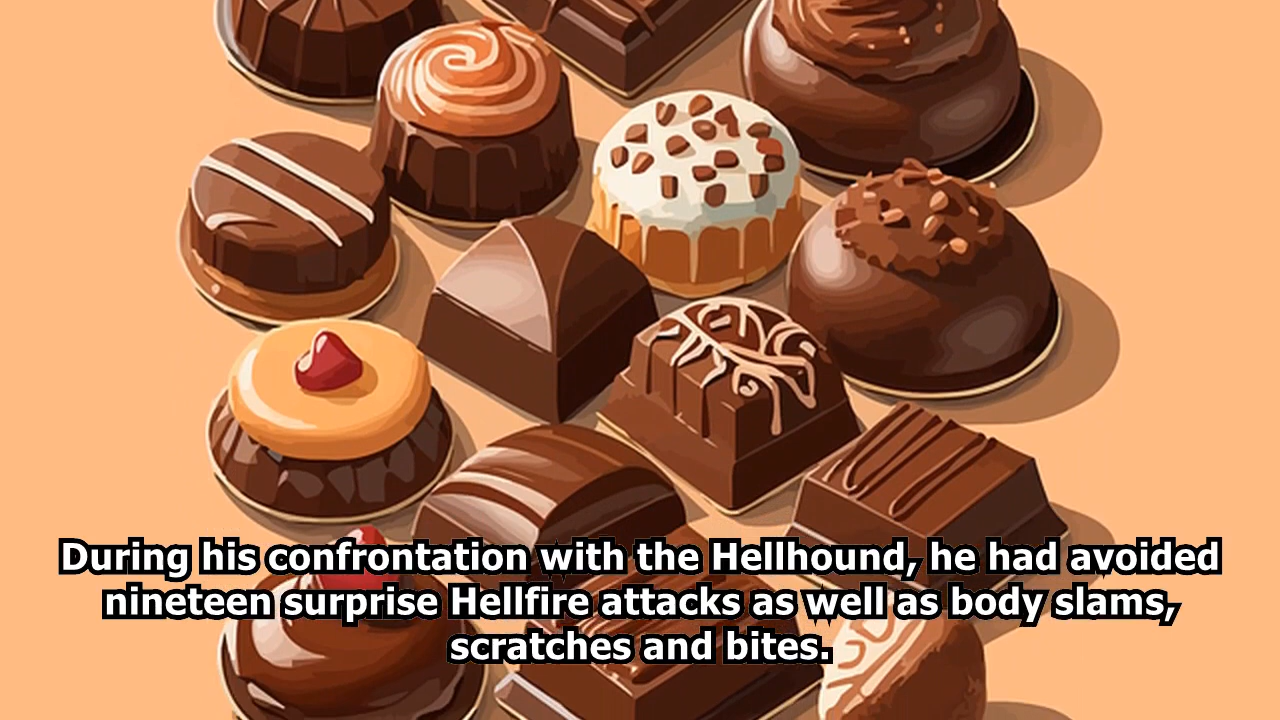 During his confrontation with the Hellhound, he had avoided
nineteen surprise Hellfire attacks as well as body slams,
scratches and bites.